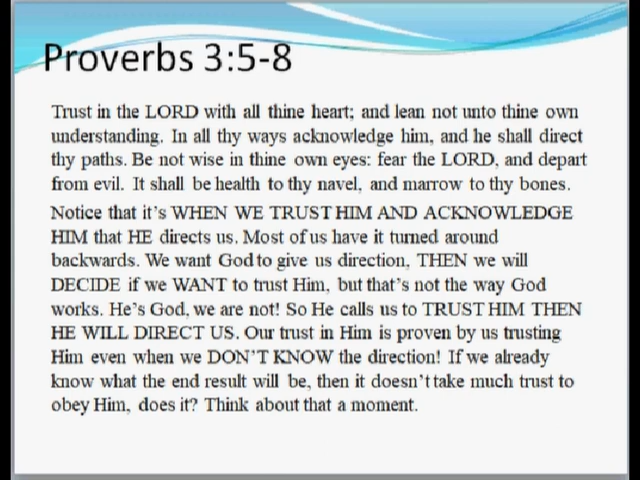 Proverbs 3:5-8
Trust in the LORD with all thine heart; and lean not unto thine own
understanding. In all thy ways acknowledge him, and he shall direct
thy paths. Be not wise in thine own eyes: fear the LORD, and depart
from evil. It shall be health to thy navel, and marrow to thy bones.
Notice that it's WHEN WE TRUST HIM AND ACKNOWLEDGE
HIM that HE directs us. Most of us have it turned around
backwards. We want God to give us direction, THEN we will
DECIDE if we WANT to trust Him, but that's not the way God
works. He's God, we are not! So He calls us to TRUST HIM THEN
HE WILL DIRECT US. Our trust in Him is proven by us trusting
Him even when we DON'T KNOW the direction! If we already
know what the end result will be, then it doesn't take much trust to
obey Him, does it? Think about that a moment.